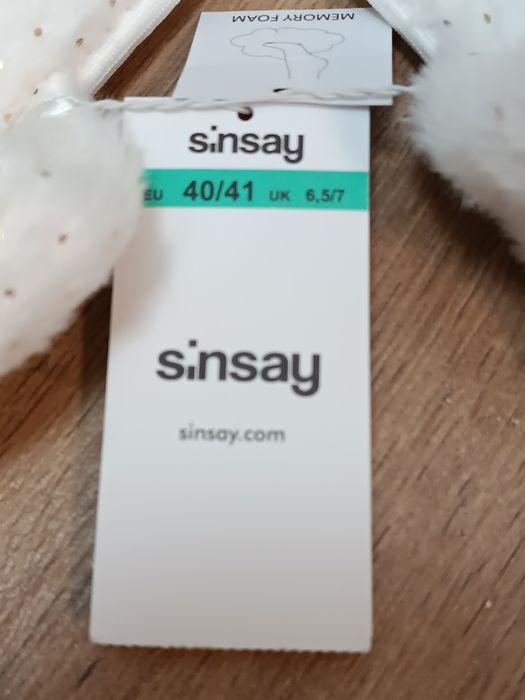 MEMORY FOAM
sinsay
EU 40/41 UK 6,5/7
sinsay
sinsay.com